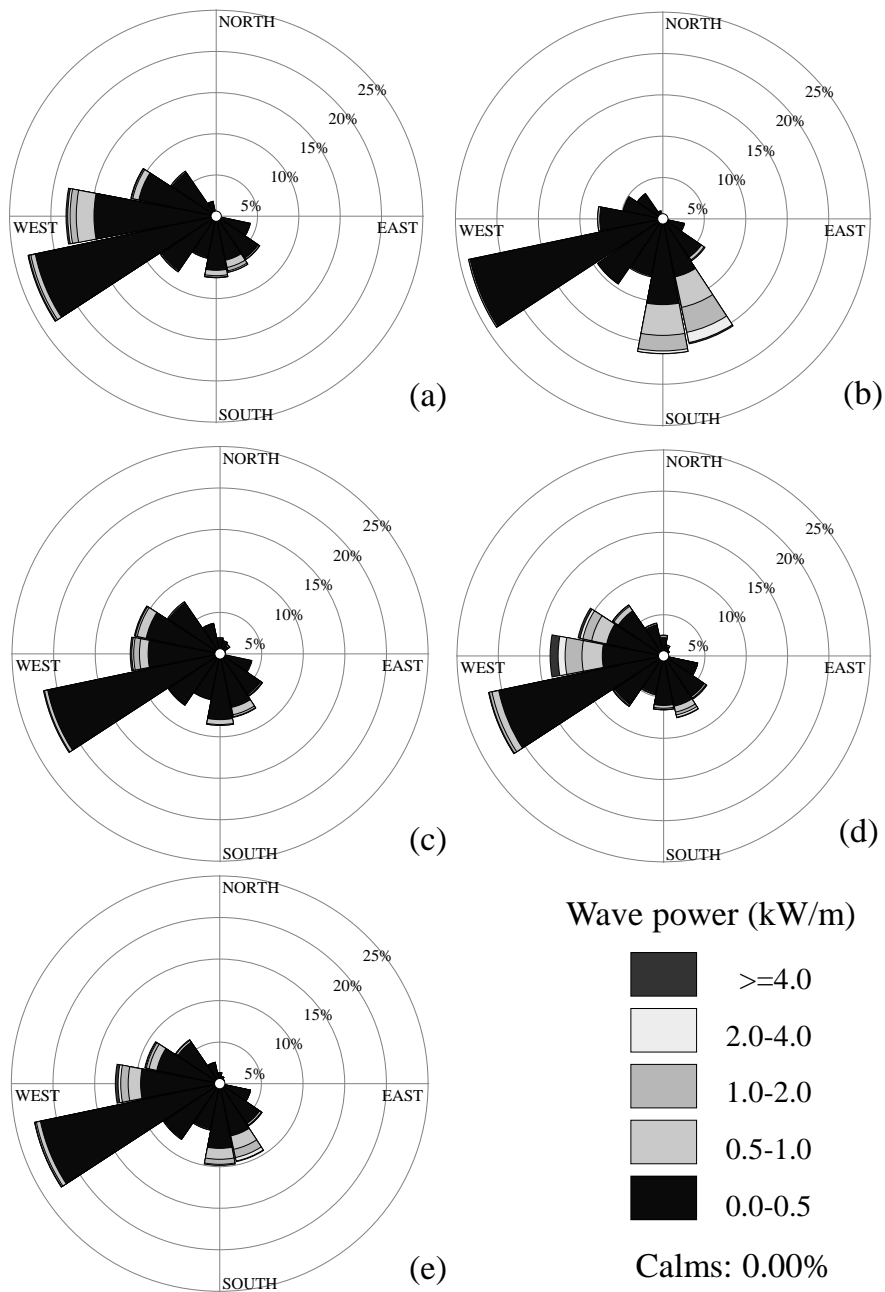 NORTH
25%
20%
15%
10%
5%
WEST
EAST
SOUTH
(a)
NORTH
25%
20%
15%
10%
5%
WEST
EAST
SOUTH
(b)
NORTH
25%
20%
15%
10%
5%
WEST
EAST
SOUTH
(c)
NORTH
25%
20%
15%
10%
5%
WEST
EAST
SOUTH
(d)
NORTH
25%
20%
15%
10%
5%
WEST
EAST
SOUTH
(e)
Wave power (kW/m)
>=4.0
2.0-4.0
1.0-2.0
0.5-1.0
0.0-0.5
Calms: 0.00%